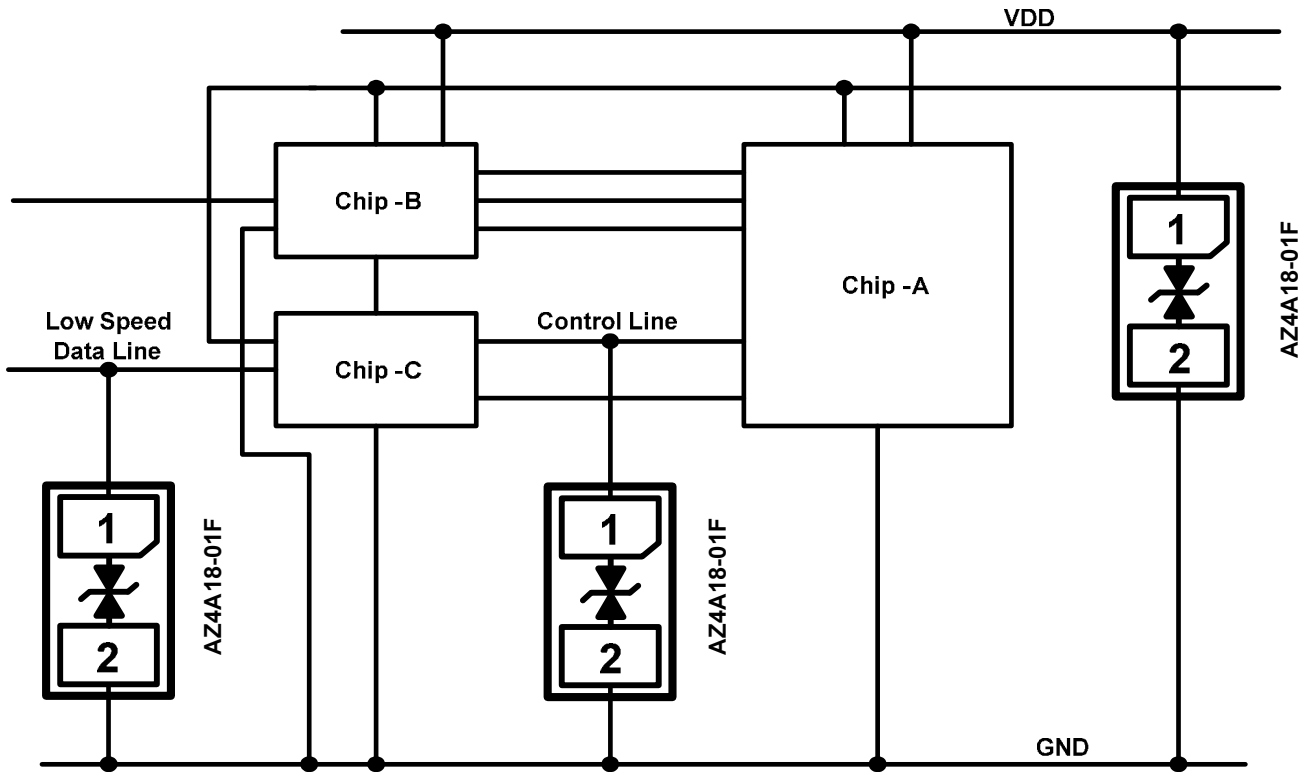 VDD
Chip -B
1
AZ4A18-01F
Chip -A
2
Low Speed
Data Line
Control Line
Chip -C
1
AZ4A18-01F
2
1
AZ4A18-01F
2
GND